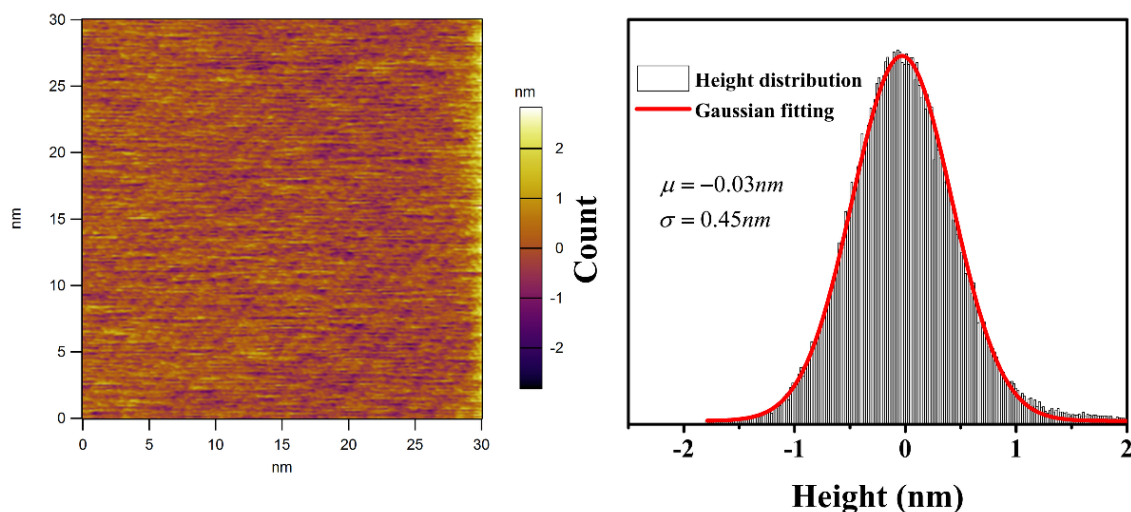 30
25
20
15
10
5
0
nm
0 5 10 15 20 25 30
nm
nm
2
1
0
-1
-2
Count
Height distribution
Gaussian fitting
μ = −0.03nm
σ = 0.45nm
-2 -1 0 1 2
Height (nm)